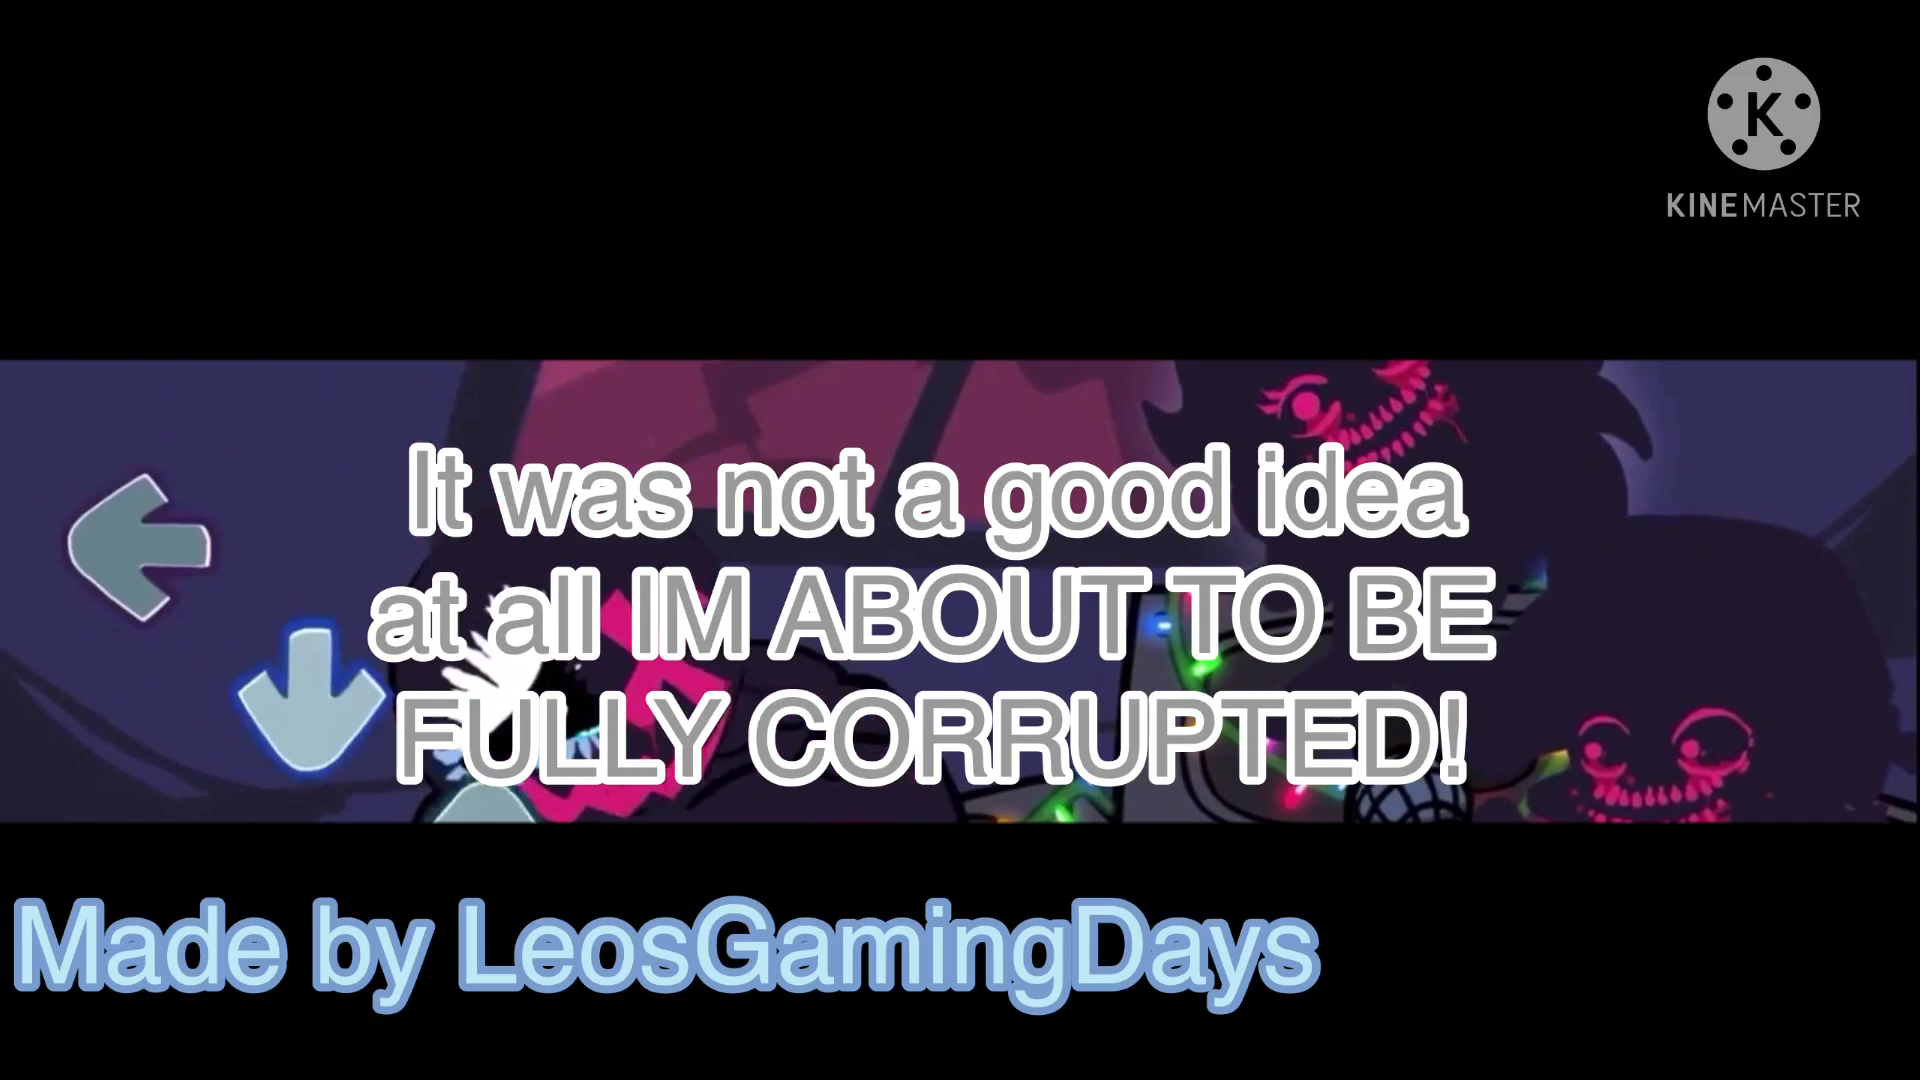 K
KINEMASTER
It was not a good idea
at all IM ABOUT TO BE
FULLY CORRUPTED!
Made by LeosGamingDays